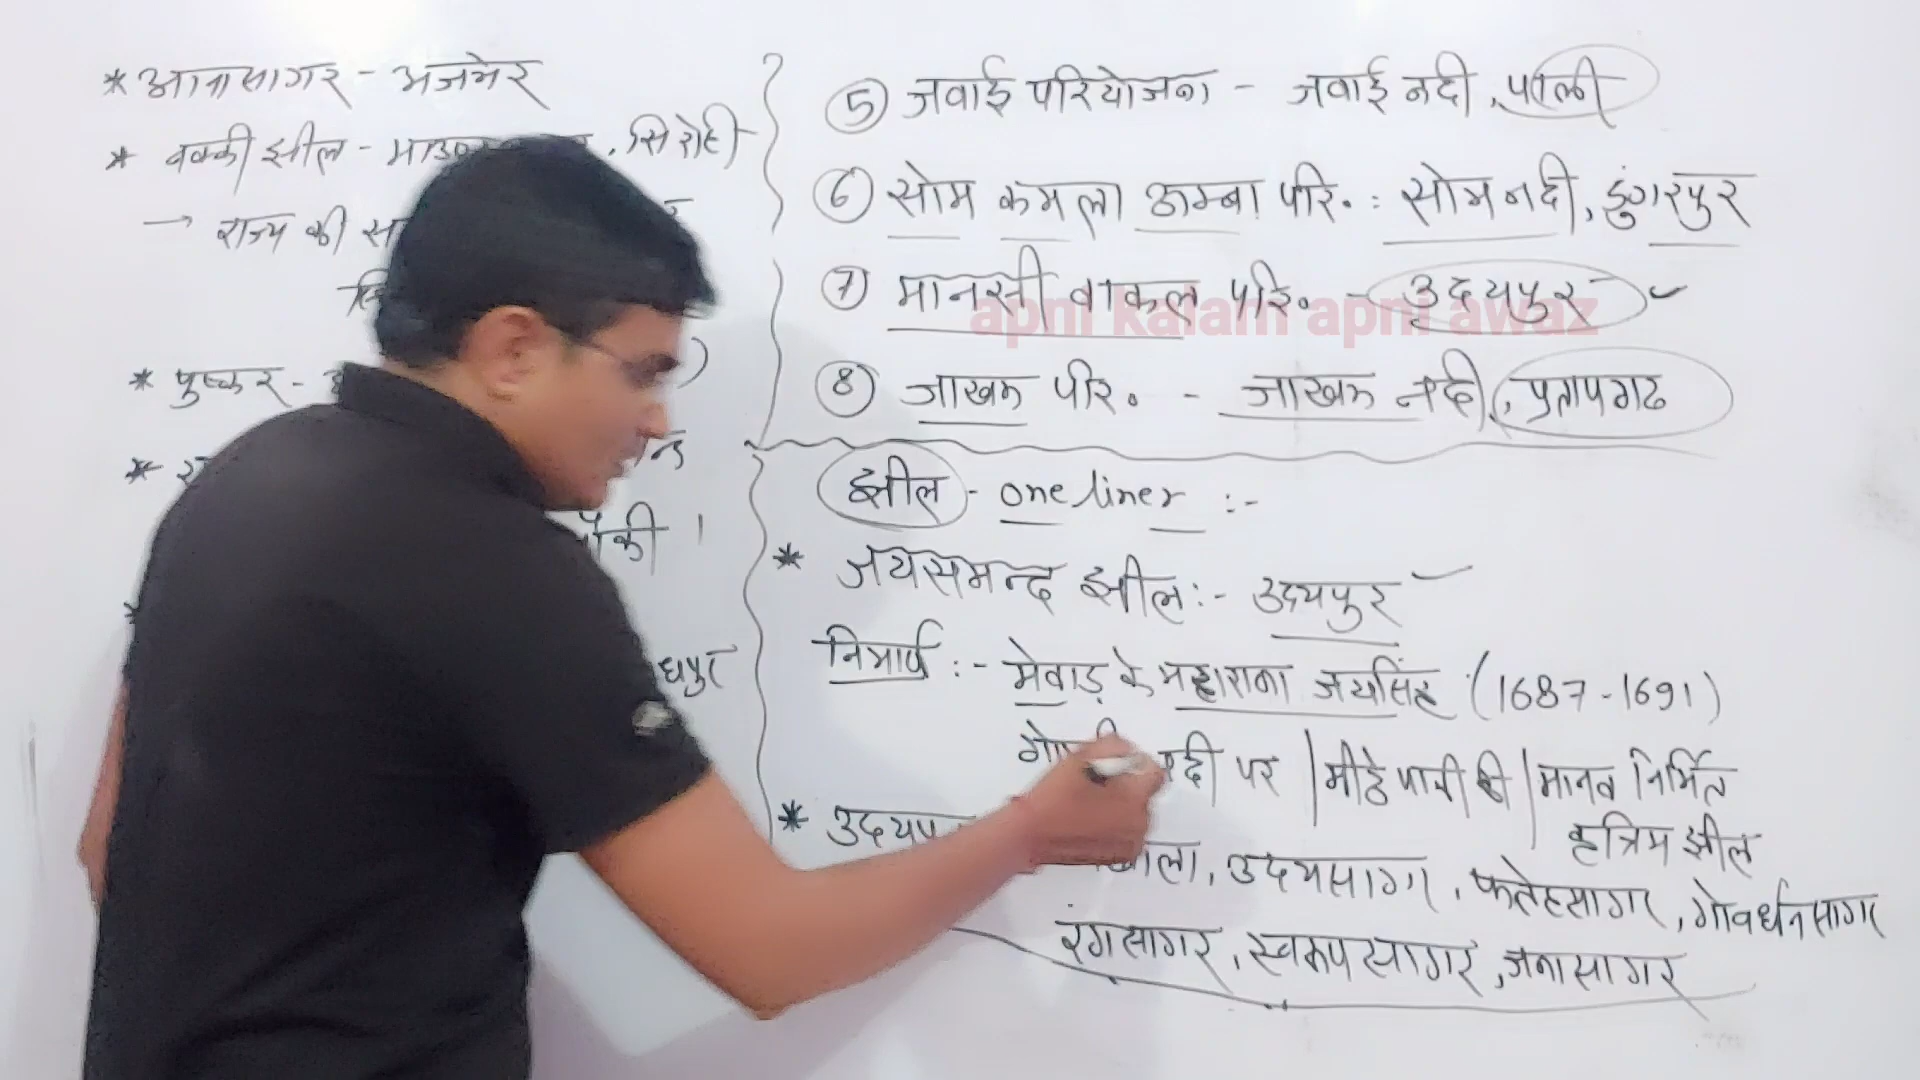 * आनासागर - अजमेर
* नक्की झील - माउण्ट , सिरोही
→ राज्य की
* पुष्कर -
की ।
धपुर
⑤ जवाई परियोजना - जवाई नदी , पाली
⑥ सोम कमला अम्बा परि॰ : सोम नदी, डुंगरपुर
⑦ मानसी वाकल परि॰ - उदयपुर
apni kalam apni awaz
⑧ जाखम परि॰ - जाखम नदी , प्रतापगढ
झील - one liner :-
* जयसमन्द झील :- उदयपुर
निमार्ण :- मेवाड़ के महाराणा जयसिंह (1687-1691)
नदी पर | मीठे पानी की | मानव निर्मित
कृत्रिम झील
* उदयपु
उदयसागर , फतेहसागर , गोवर्धनसागर
रंगसागर , स्वरूपसागर , जनासागर